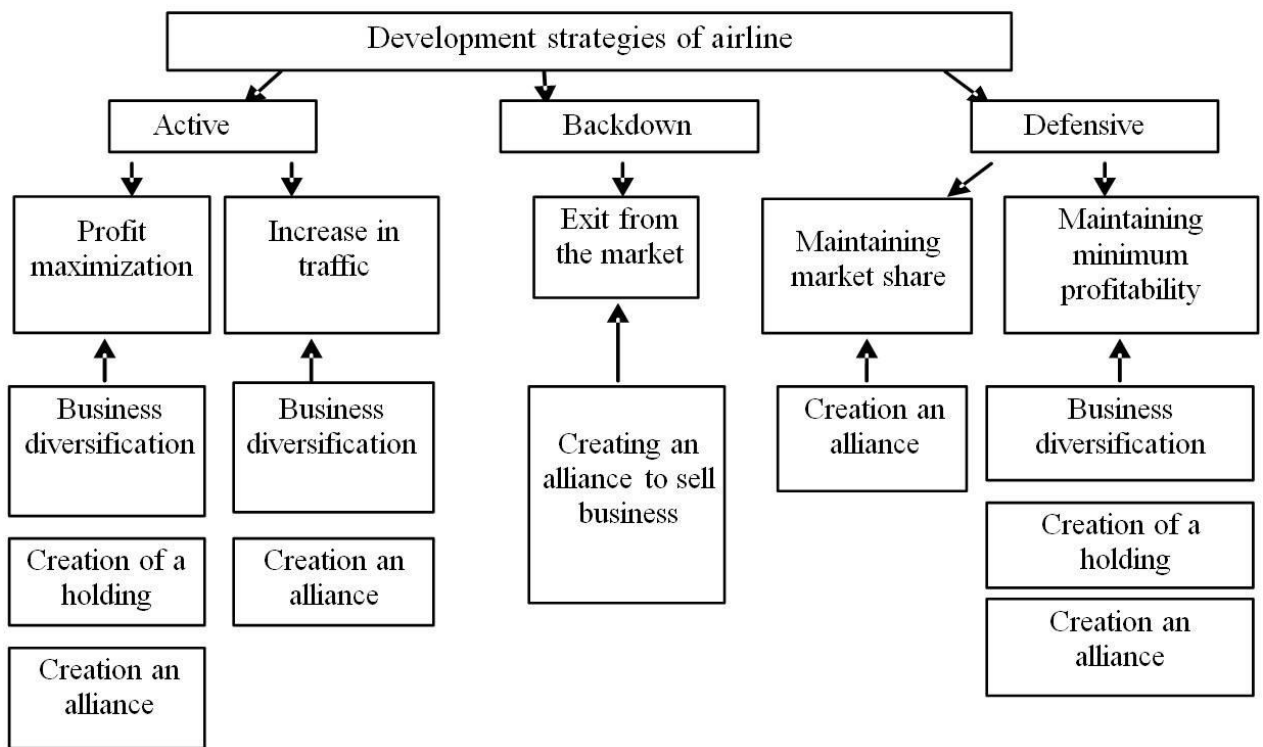 Development strategies of airline
Active
Backdown
Defensive
Profit
maximization
Increase in
traffic
Exit from
the market
Maintaining
market share
Maintaining
minimum
profitability
Business
diversification
Business
diversification
Creating an
alliance to sell
business
Creation an
alliance
Business
diversification
Creation of a
holding
Creation an
alliance
Creation of a
holding
Creation an
alliance
Creation an
alliance